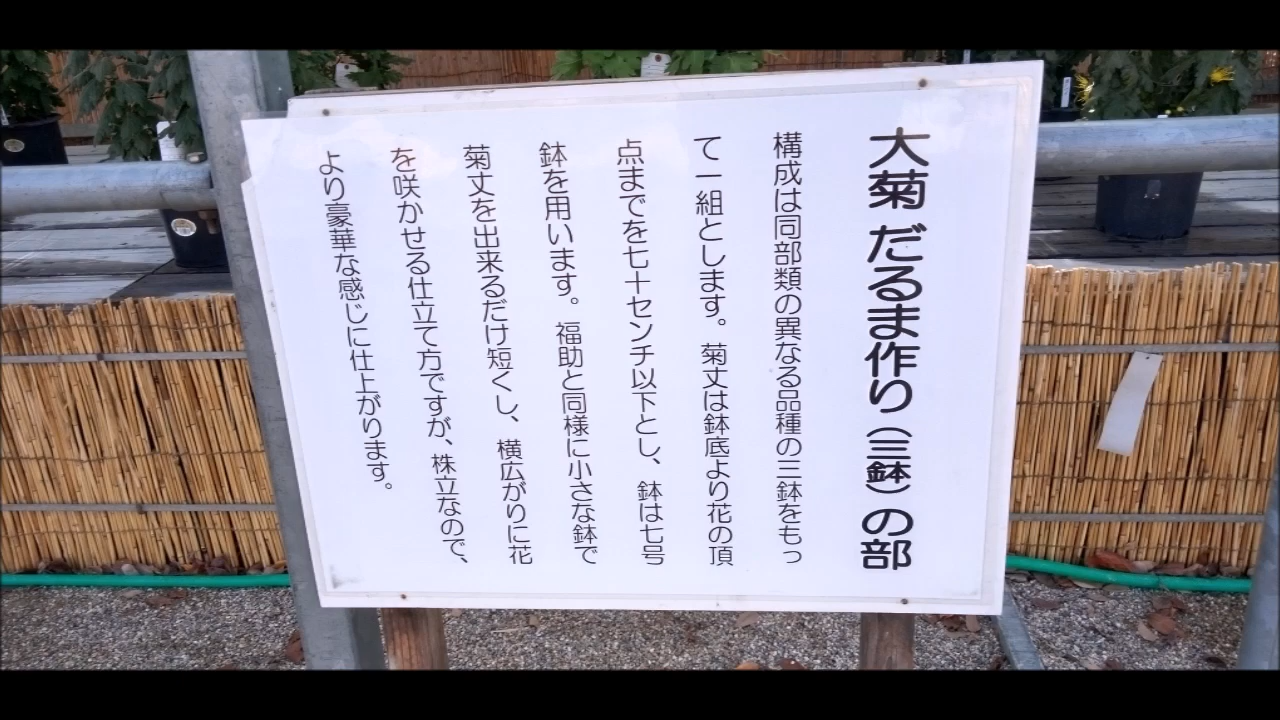 大菊 だるま作り（三鉢）の部
構成は同部類の異なる品種の三鉢をもっ
て一組とします。菊丈は鉢底より花の頂
点までを七十センチ以下とし、鉢は七号
鉢を用います。福助と同様に小さな鉢で
菊丈を出来るだけ短くし、横広がりに花
を咲かせる仕立て方ですが、株立なので、
より豪華な感じに仕上がります。